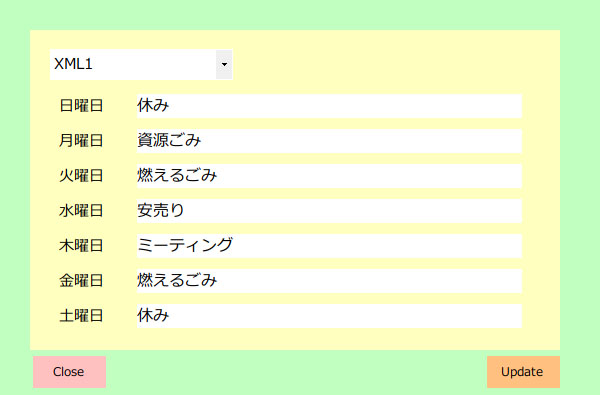 XML1
日曜日 休み
月曜日 資源ごみ
火曜日 燃えるごみ
水曜日 安売り
木曜日 ミーティング
金曜日 燃えるごみ
土曜日 休み
Close Update